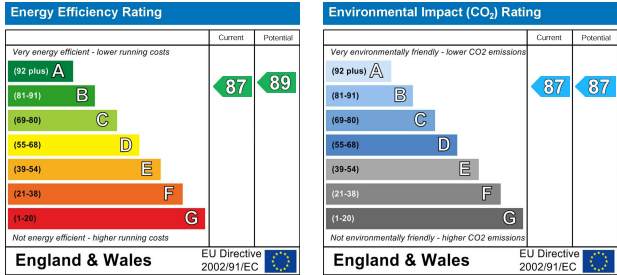 Energy Efficiency Rating
Current Potential
Very energy efficient - lower running costs
(92 plus) A
(81-91) B
(69-80) C
(55-68) D
(39-54) E
(21-38) F
(1-20) G
87
89
Not energy efficient - higher running costs
England & Wales
EU Directive
2002/91/EC
Environmental Impact (CO₂) Rating
Current Potential
Very environmentally friendly - lower CO2 emissions
(92 plus) A
(81-91) B
(69-80) C
(55-68) D
(39-54) E
(21-38) F
(1-20) G
87
87
Not environmentally friendly - higher CO2 emissions
England & Wales
EU Directive
2002/91/EC